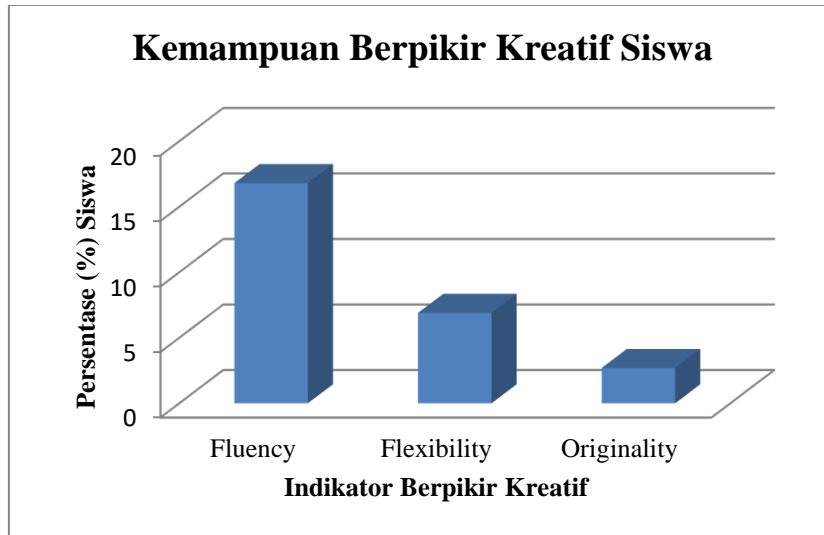 Kemampuan Berpikir Kreatif Siswa
Persentase (%) Siswa
20
15
10
5
0
Fluency Flexibility Originality
Indikator Berpikir Kreatif